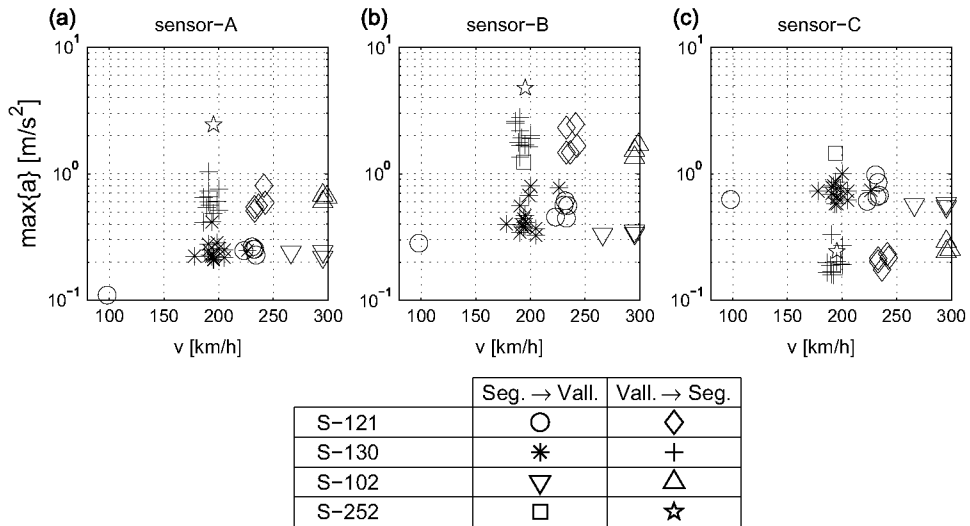 (a) sensor−A
(b) sensor−B
(c) sensor−C
max{a} [m/s²]
10¹
10⁰
10⁻¹
100 150 200 250 300
v [km/h]
10¹
10⁰
10⁻¹
100 150 200 250 300
v [km/h]
10¹
10⁰
10⁻¹
100 150 200 250 300
v [km/h]
Seg. → Vall. Vall. → Seg.
S−121
S−130
S−102
S−252